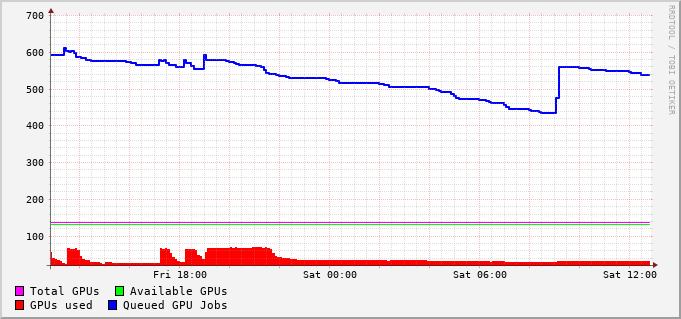 700
600
500
400
300
200
100
Fri 18:00 Sat 00:00 Sat 06:00 Sat 12:00
Total GPUs Available GPUs
GPUs used Queued GPU Jobs
RRDTOOL / TOBI OETIKER